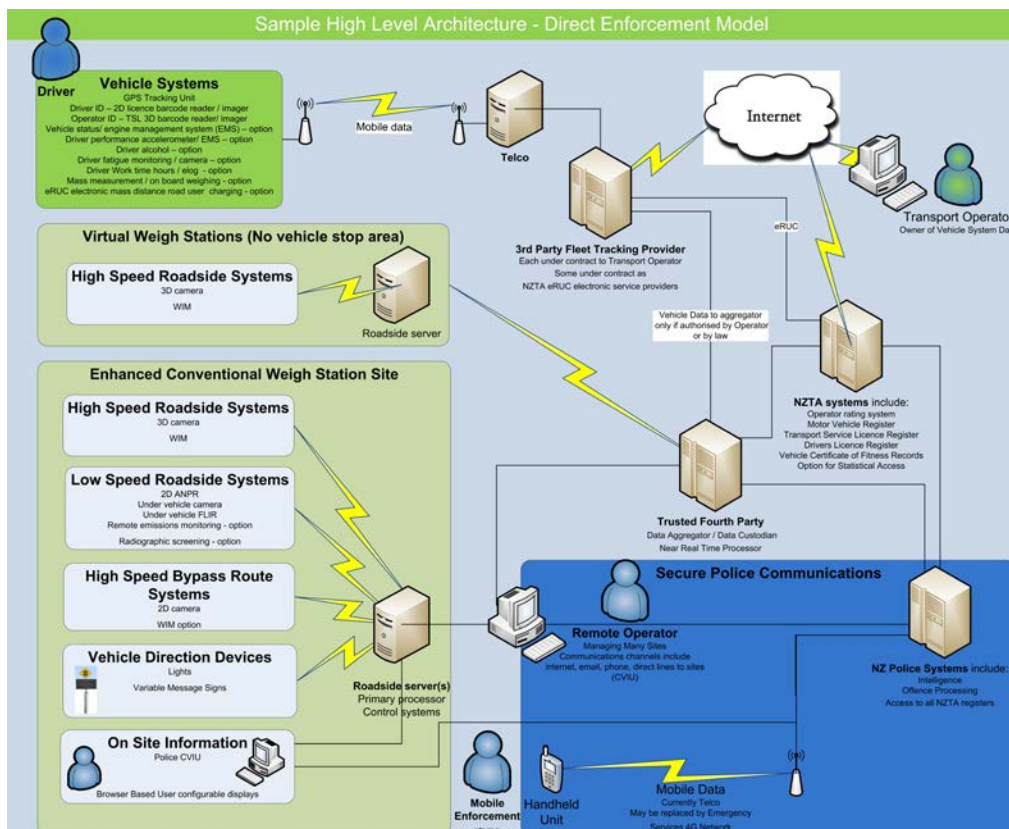 Sample High Level Architecture - Direct Enforcement Model
Driver
Vehicle Systems
GPS Tracking Unit
Driver ID – 2D licence barcode reader/ imager
Operator ID – TSL 3D barcode reader/ imager
Vehicle status/ engine management system (EMS) – option
Driver performance accelerometer/ EMS – option
Driver alcohol – option
Driver fatigue monitoring / camera – option
Driver Work time hours / elog - option
Mass measurement / on board weighing - option
eRUC electronic mass distance road user charging - option
Mobile data
Telco
Internet
Transport Operator
Owner of Vehicle System Da
3rd Party Fleet Tracking Provider
Each under contract to Transport Operator
Some under contract as
NZTA eRUC electronic service providers
eRUC
Virtual Weigh Stations (No vehicle stop area)
High Speed Roadside Systems
3D camera
WIM
Roadside server
Vehicle Data to aggregator
only if authorised by Operator
or by law
NZTA systems include:
Operator rating system
Motor Vehicle Register
Transport Service Licence Register
Drivers Licence Register
Vehicle Certificate of Fitness Records
Option for Statistical Access
Enhanced Conventional Weigh Station Site
High Speed Roadside Systems
3D camera
WIM
Low Speed Roadside Systems
2D ANPR
Under vehicle camera
Under vehicle FLIR
Remote emissions monitoring - option
Radiographic screening - option
High Speed Bypass Route
Systems
2D camera
WIM option
Vehicle Direction Devices
Lights
Variable Message Signs
On Site Information
Police CVIU
Browser Based User configurable displays
Roadside server(s)
Primary processor
Control systems
Trusted Fourth Party
Data Aggregator / Data Custodian
Near Real Time Processor
Secure Police Communications
Remote Operator
Managing Many Sites
Communications channels include
internet, email, phone, direct lines to sites
(CVIU)
NZ Police Systems include:
Intelligence
Offence Processing
Access to all NZTA registers
Mobile
Enforcement
Handheld
Unit
Mobile Data
Currently Telco
May be replaced by Emergency
Services 4G Network